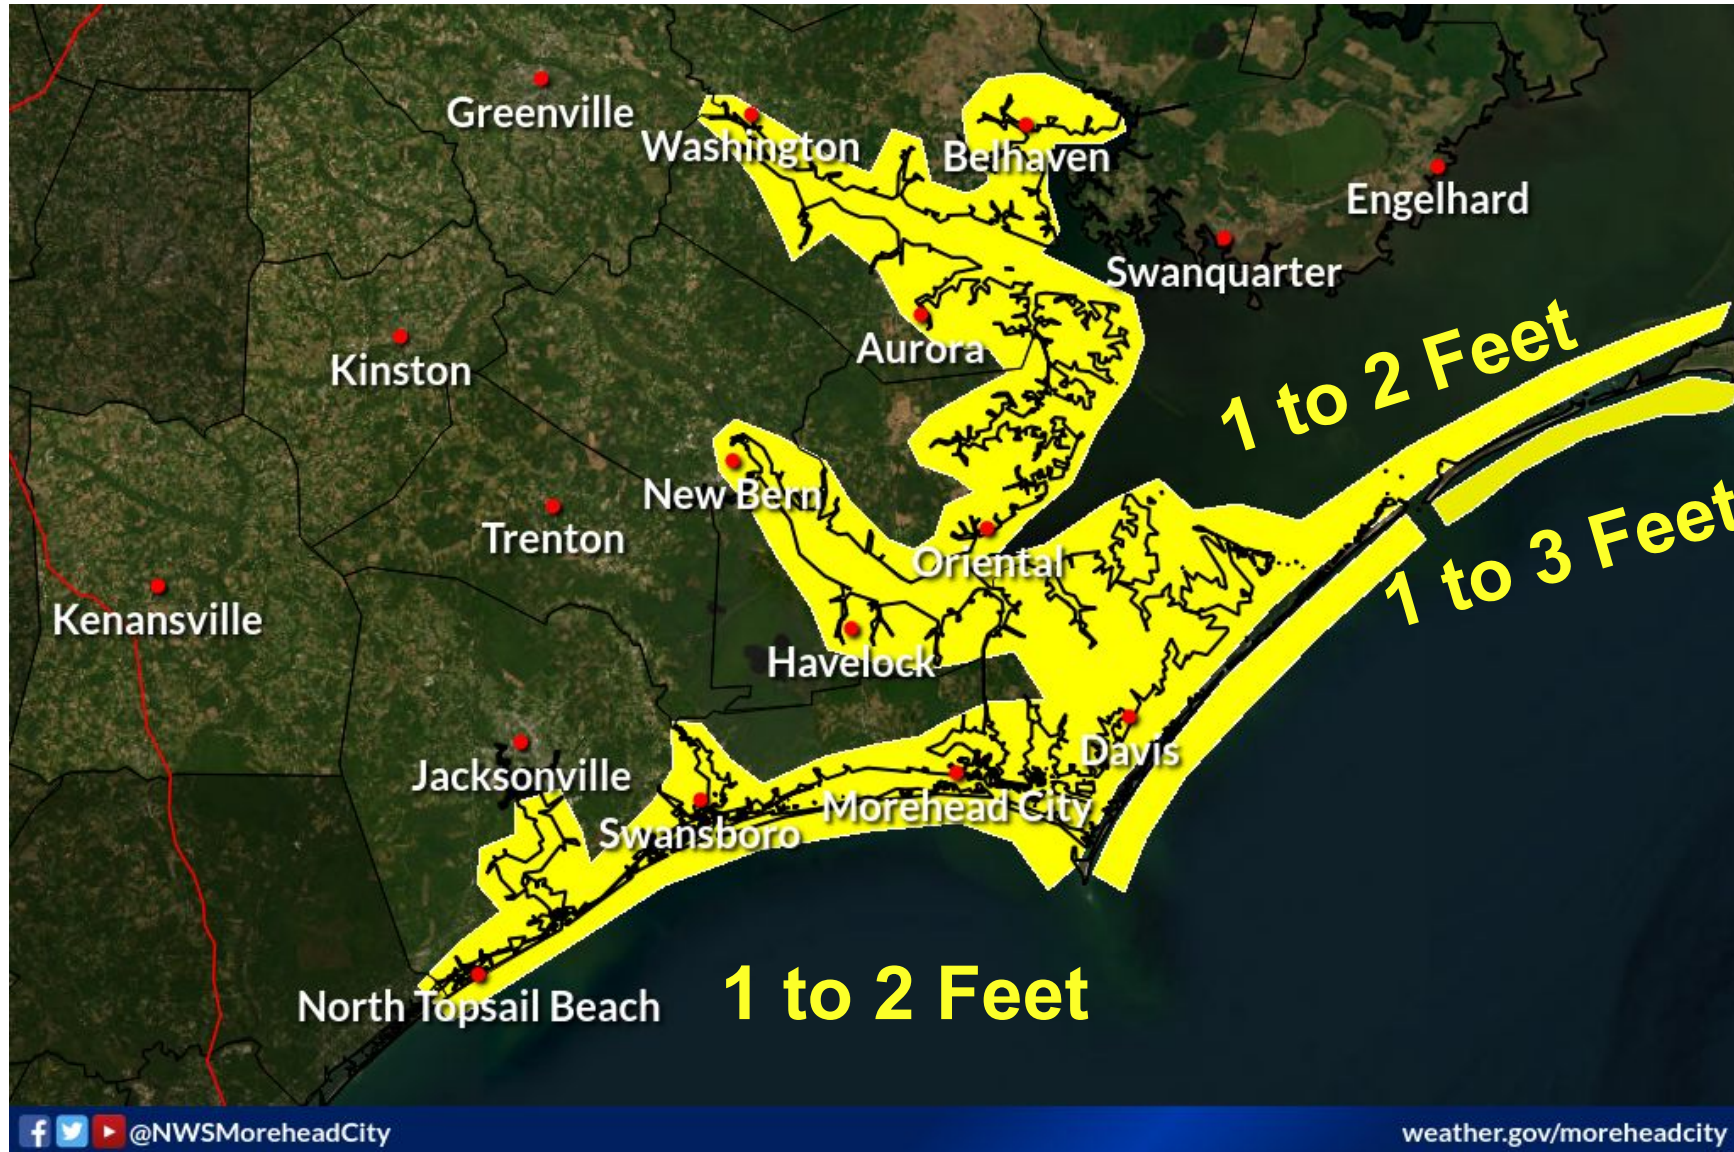 Greenville
Washington
Belhaven
Engelhard
Swanquarter
Aurora
Kinston
1 to 2 Feet
New Bern
Trenton
Oriental
1 to 3 Feet
Kenansville
Havelock
Davis
Jacksonville
Morehead City
Swansboro
North Topsail Beach
1 to 2 Feet
@NWSMoreheadCity
weather.gov/moreheadcity